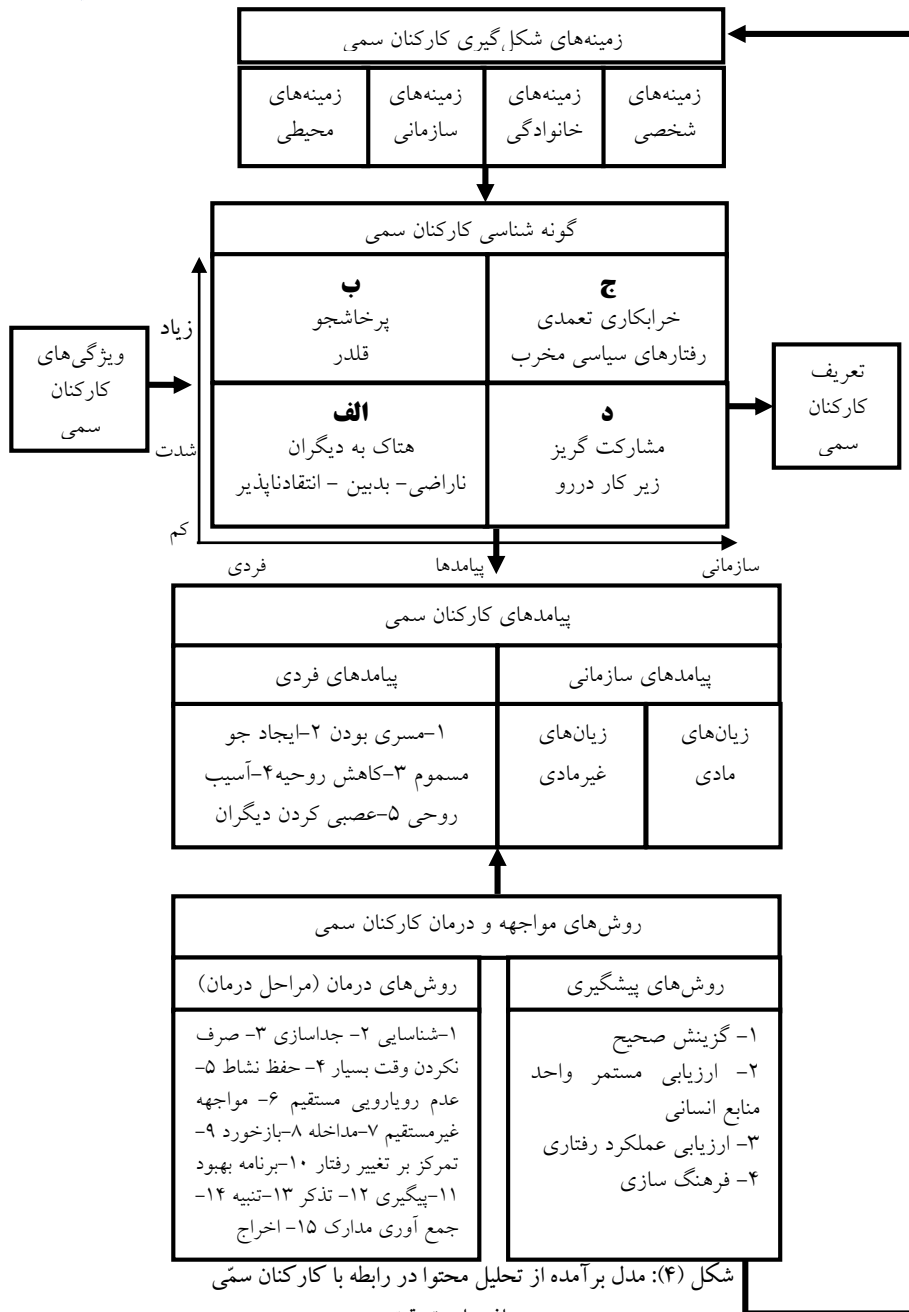 زمینه‌های شکل‌گیری کارکنان سمی
زمینه‌های
شخصی
زمینه‌های
خانوادگی
زمینه‌های
سازمانی
زمینه‌های
محیطی
گونه شناسی کارکنان سمی
ج
خرابکاری تعمدی
رفتارهای سیاسی مخرب
ب
پرخاشجو
قلدر
د
مشارکت گریز
زیر کار دررو
الف
هتاک به دیگران
ناراضی- بدبین - انتقادناپذیر
زیاد
شدت
کم
ویژگی‌های
کارکنان
سمی
تعریف
کارکنان
سمی
سازمانی
پیامدها
فردی
پیامدهای کارکنان سمی
پیامدهای سازمانی
پیامدهای فردی
زیان‌های
مادی
زیان‌های
غیرمادی
۱-مسری بودن ۲-ایجاد جو
مسموم ۳-کاهش روحیه۴-آسیب
روحی ۵-عصبی کردن دیگران
روش‌های مواجهه و درمان کارکنان سمی
روش‌های پیشگیری
۱- گزینش صحیح
۲- ارزیابی مستمر واحد
منابع انسانی
۳- ارزیابی عملکرد رفتاری
۴- فرهنگ سازی
روش‌های درمان (مراحل درمان)
۱-شناسایی ۲- جداسازی ۳- صرف
نکردن وقت بسیار ۴- حفظ نشاط ۵-
عدم رویارویی مستقیم ۶- مواجهه
غیرمستقیم ۷-مداخله ۸-بازخورد ۹-
تمرکز بر تغییر رفتار ۱۰-برنامه بهبود
۱۱-پیگیری ۱۲- تذکر ۱۳-تنبیه ۱۴-
جمع آوری مدارک ۱۵- اخراج
شکل (۴): مدل برآمده از تحلیل محتوا در رابطه با کارکنان سمّی